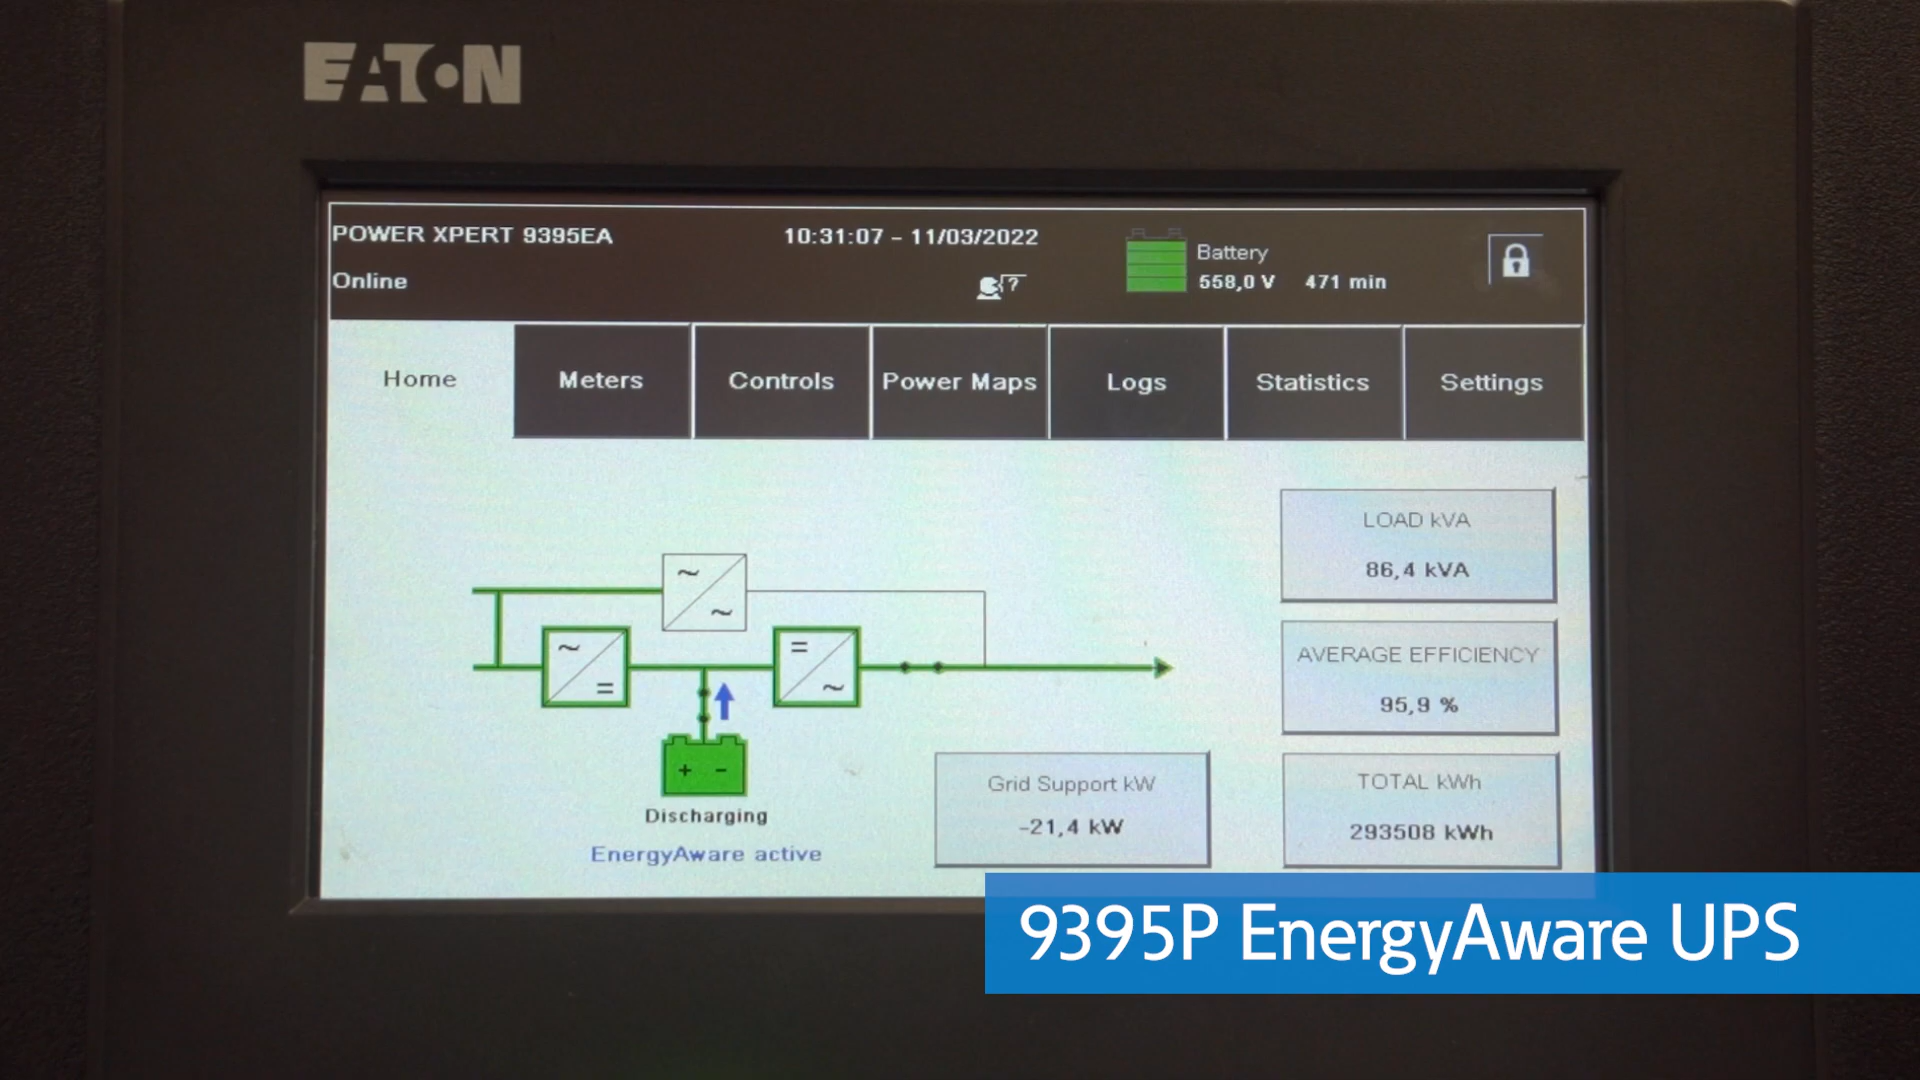 EATON
POWER XPERT 9395EA
10:31:07 - 11/03/2022
Online
?
Battery
558,0 V 471 min
Home
Meters
Controls
Power Maps
Logs
Statistics
Settings
LOAD kVA
86,4 kVA
AVERAGE EFFICIENCY
95,9 %
~
~
~
=
=
~
+ -
Discharging
EnergyAware active
Grid Support kW
-21,4 kW
TOTAL kWh
293508 kWh
9395P EnergyAware UPS